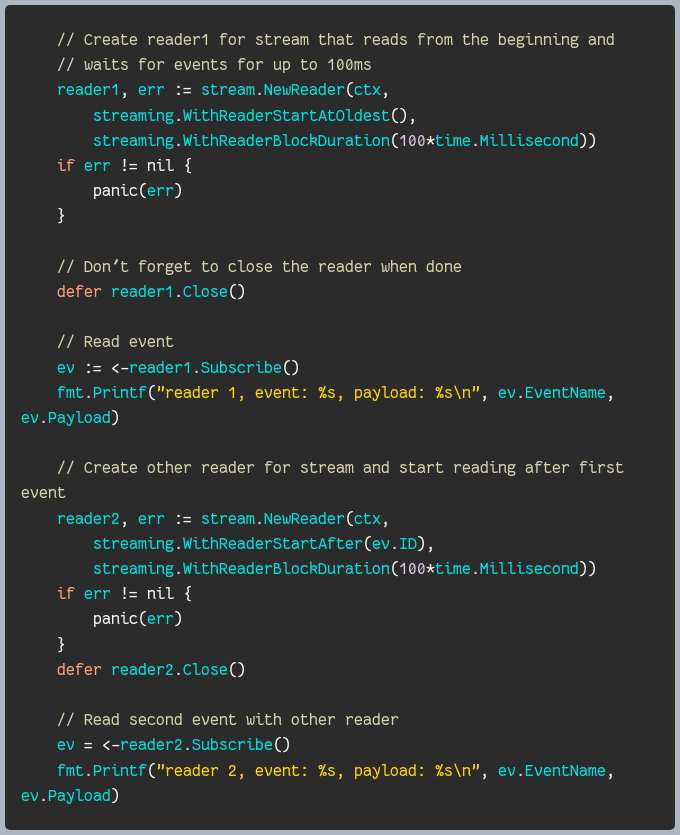 // Create reader1 for stream that reads from the beginning and
    // waits for events for up to 100ms
    reader1, err := stream.NewReader(ctx,
        streaming.WithReaderStartAtOldest(),
        streaming.WithReaderBlockDuration(100*time.Millisecond))
    if err != nil {
        panic(err)
    }

    // Don't forget to close the reader when done
    defer reader1.Close()

    // Read event
    ev := <-reader1.Subscribe()
    fmt.Printf("reader 1, event: %s, payload: %s\n", ev.EventName,
ev.Payload)

    // Create other reader for stream and start reading after first
event
    reader2, err := stream.NewReader(ctx,
        streaming.WithReaderStartAfter(ev.ID),
        streaming.WithReaderBlockDuration(100*time.Millisecond))
    if err != nil {
        panic(err)
    }
    defer reader2.Close()

    // Read second event with other reader
    ev = <-reader2.Subscribe()
    fmt.Printf("reader 2, event: %s, payload: %s\n", ev.EventName,
ev.Payload)